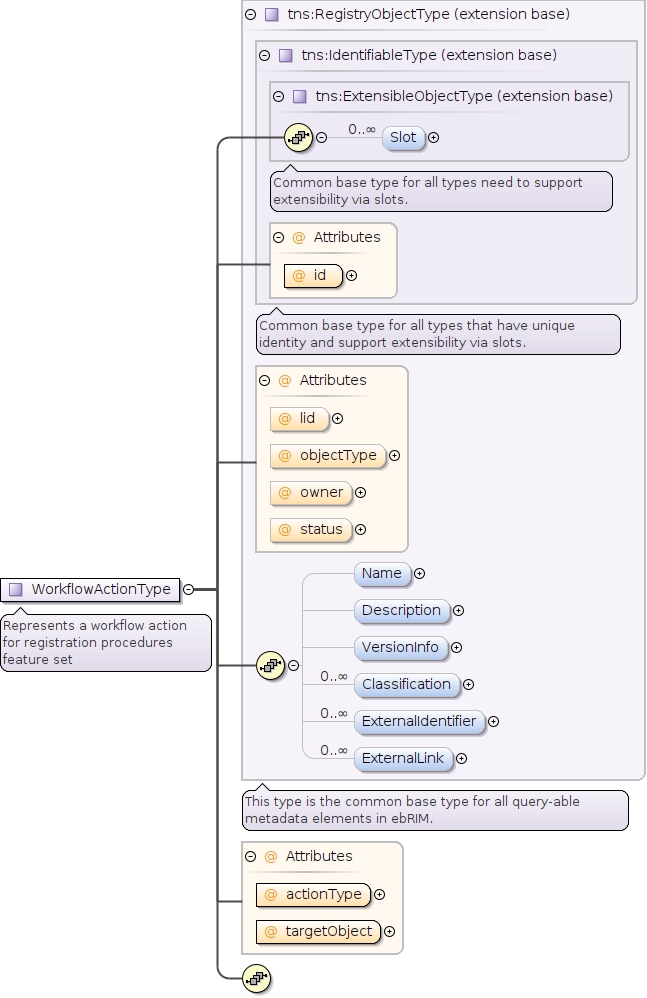 tns:RegistryObjectType (extension base)
tns:IdentifiableType (extension base)
tns:ExtensibleObjectType (extension base)
0..∞
Slot
Common base type for all types need to support
extensibility via slots.
@ Attributes
@ id
Common base type for all types that have unique
identity and support extensibility via slots.
@ Attributes
@ lid
@ objectType
@ owner
@ status
WorkflowActionType
Represents a workflow action
for registration procedures
feature set
Name
Description
VersionInfo
0..∞
Classification
0..∞
ExternalIdentifier
0..∞
ExternalLink
This type is the common base type for all query-able
metadata elements in ebRIM.
@ Attributes
@ actionType
@ targetObject